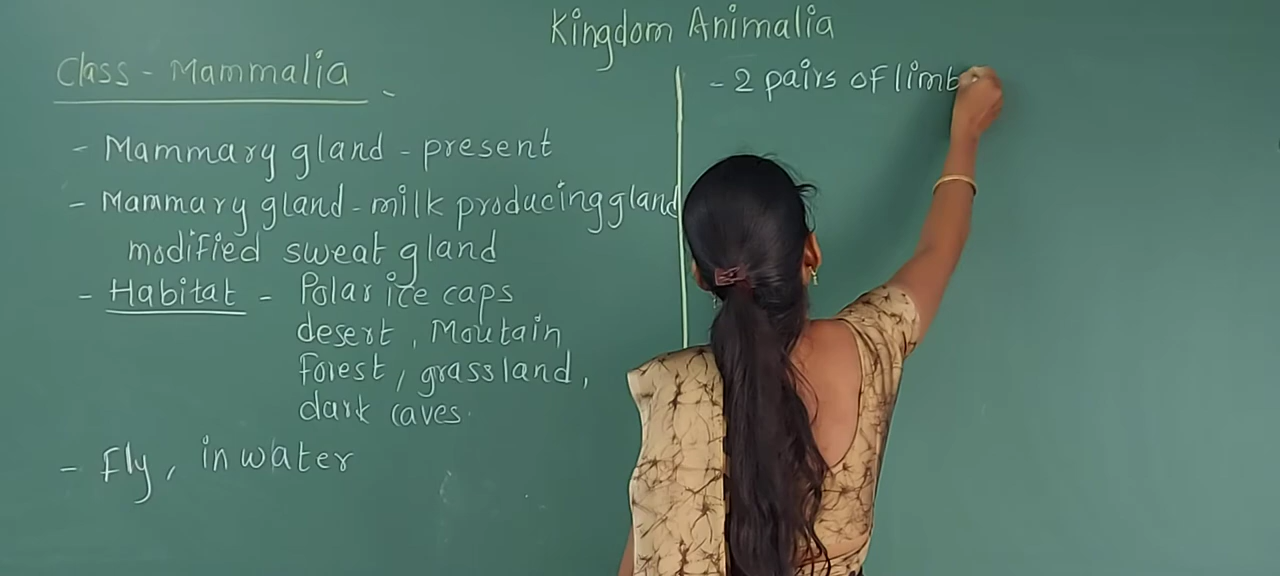 Kingdom Animalia
Class - Mammalia
- Mammary gland - present
- Mammary gland - milk producing gland
modified sweat gland
- Habitat - Polar ice caps
desert, Moutain
Forest, grassland,
dark caves.
- Fly, in water
- 2 pairs of limb